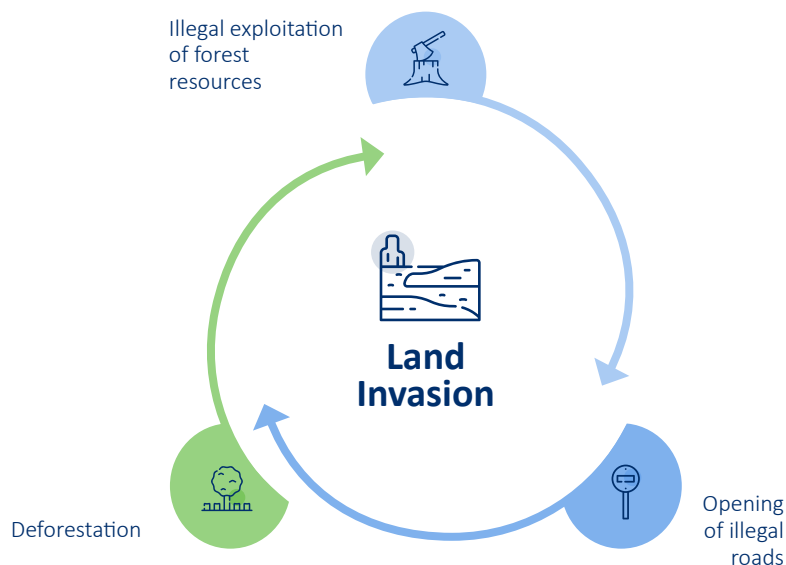 Illegal exploitation
of forest
resources
Land
Invasion
Opening
of illegal
roads
Deforestation